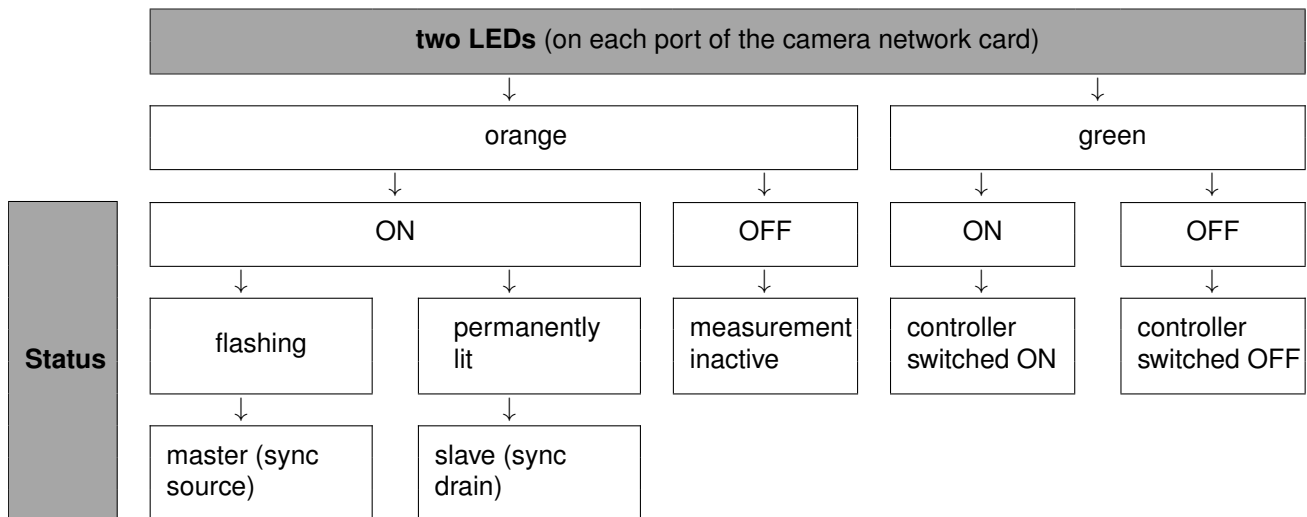 two LEDs (on each port of the camera network card)
orange
green
ON
OFF
ON
OFF
Status
flashing
permanently
lit
measurement
inactive
controller
switched ON
controller
switched OFF
master (sync
source)
slave (sync
drain)